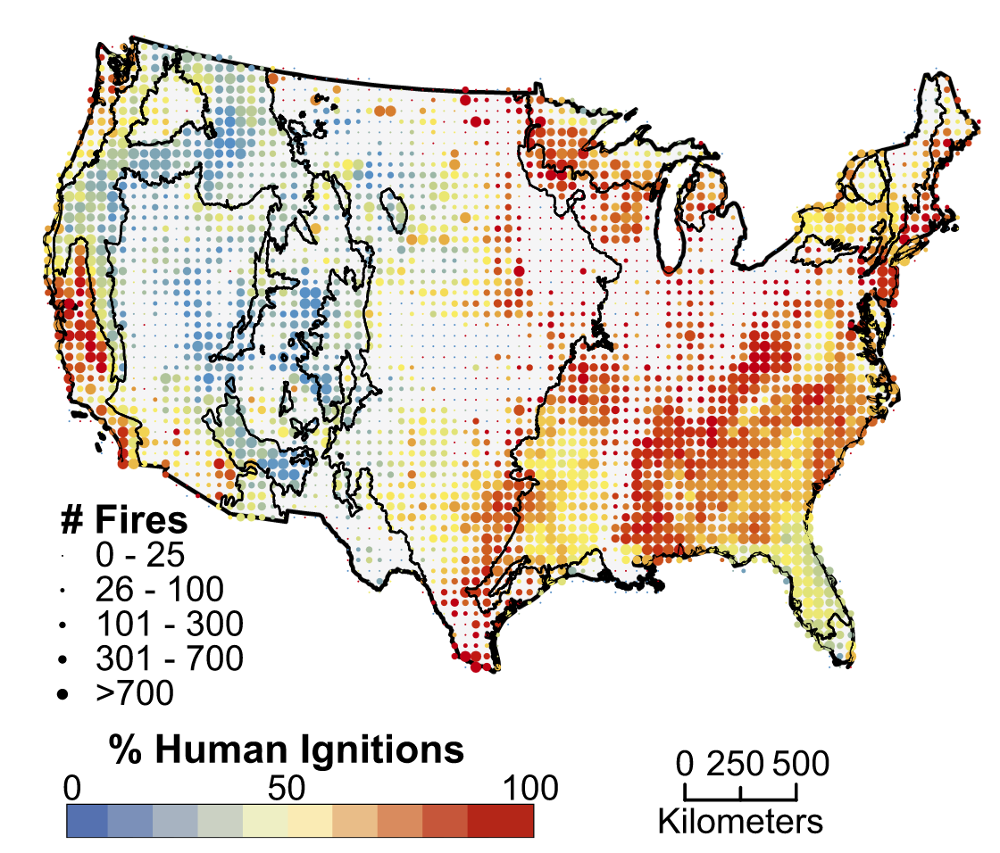 # Fires
0 - 25
26 - 100
101 - 300
301 - 700
>700
% Human Ignitions
0 50 100
0 250 500
Kilometers